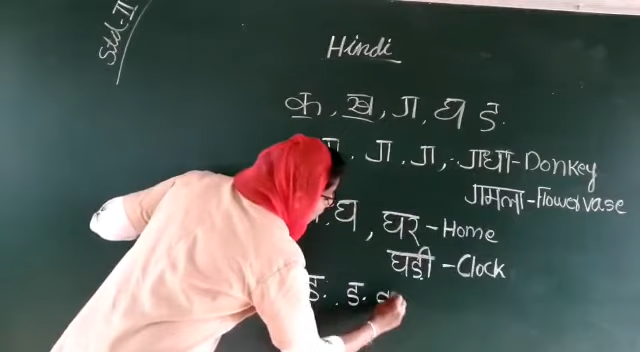 Std-II
Hindi
क, ख, ग, घ ङ.
ग, ग, ग, गधा-Donkey
गमला-Flowervase
घ, घर-Home
घड़ी-Clock
ङ. ङ.